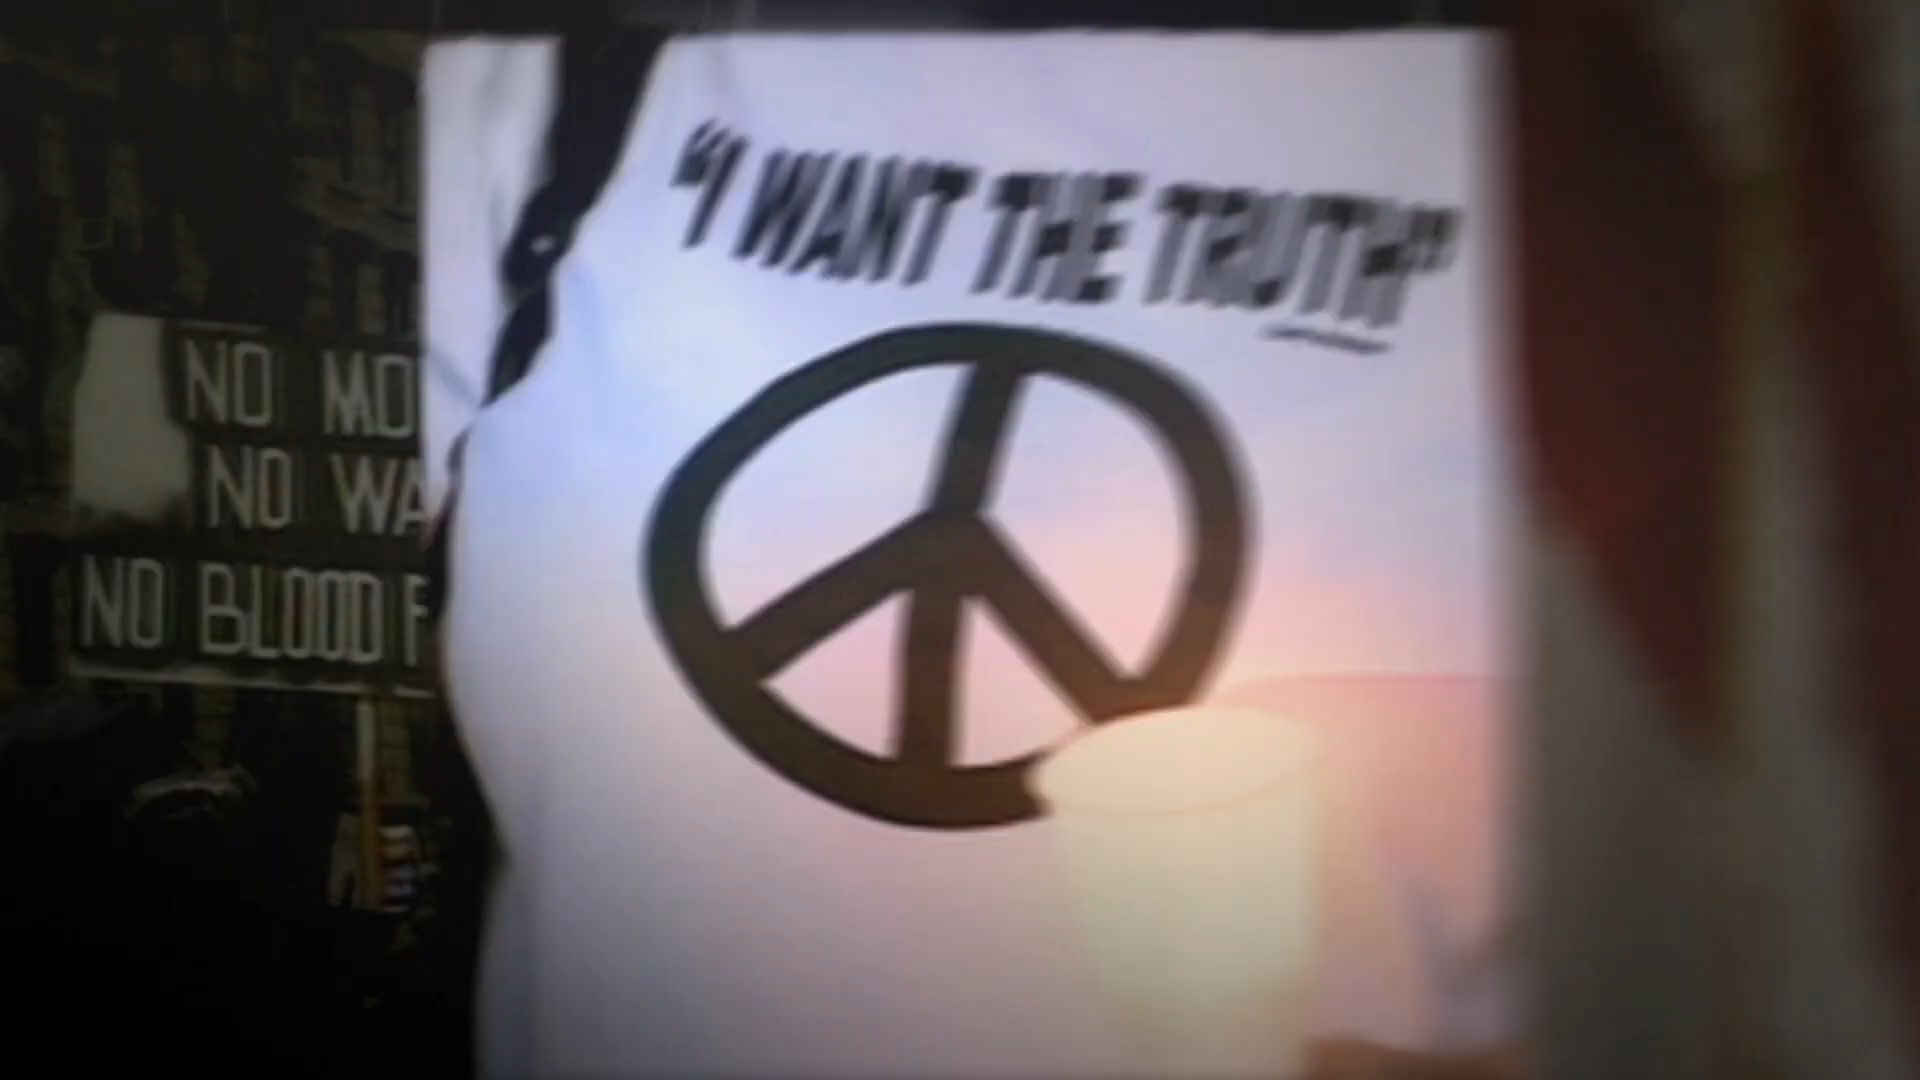 "I WANT THE TRUTH"
NO MO
NO WA
NO BLOOD F